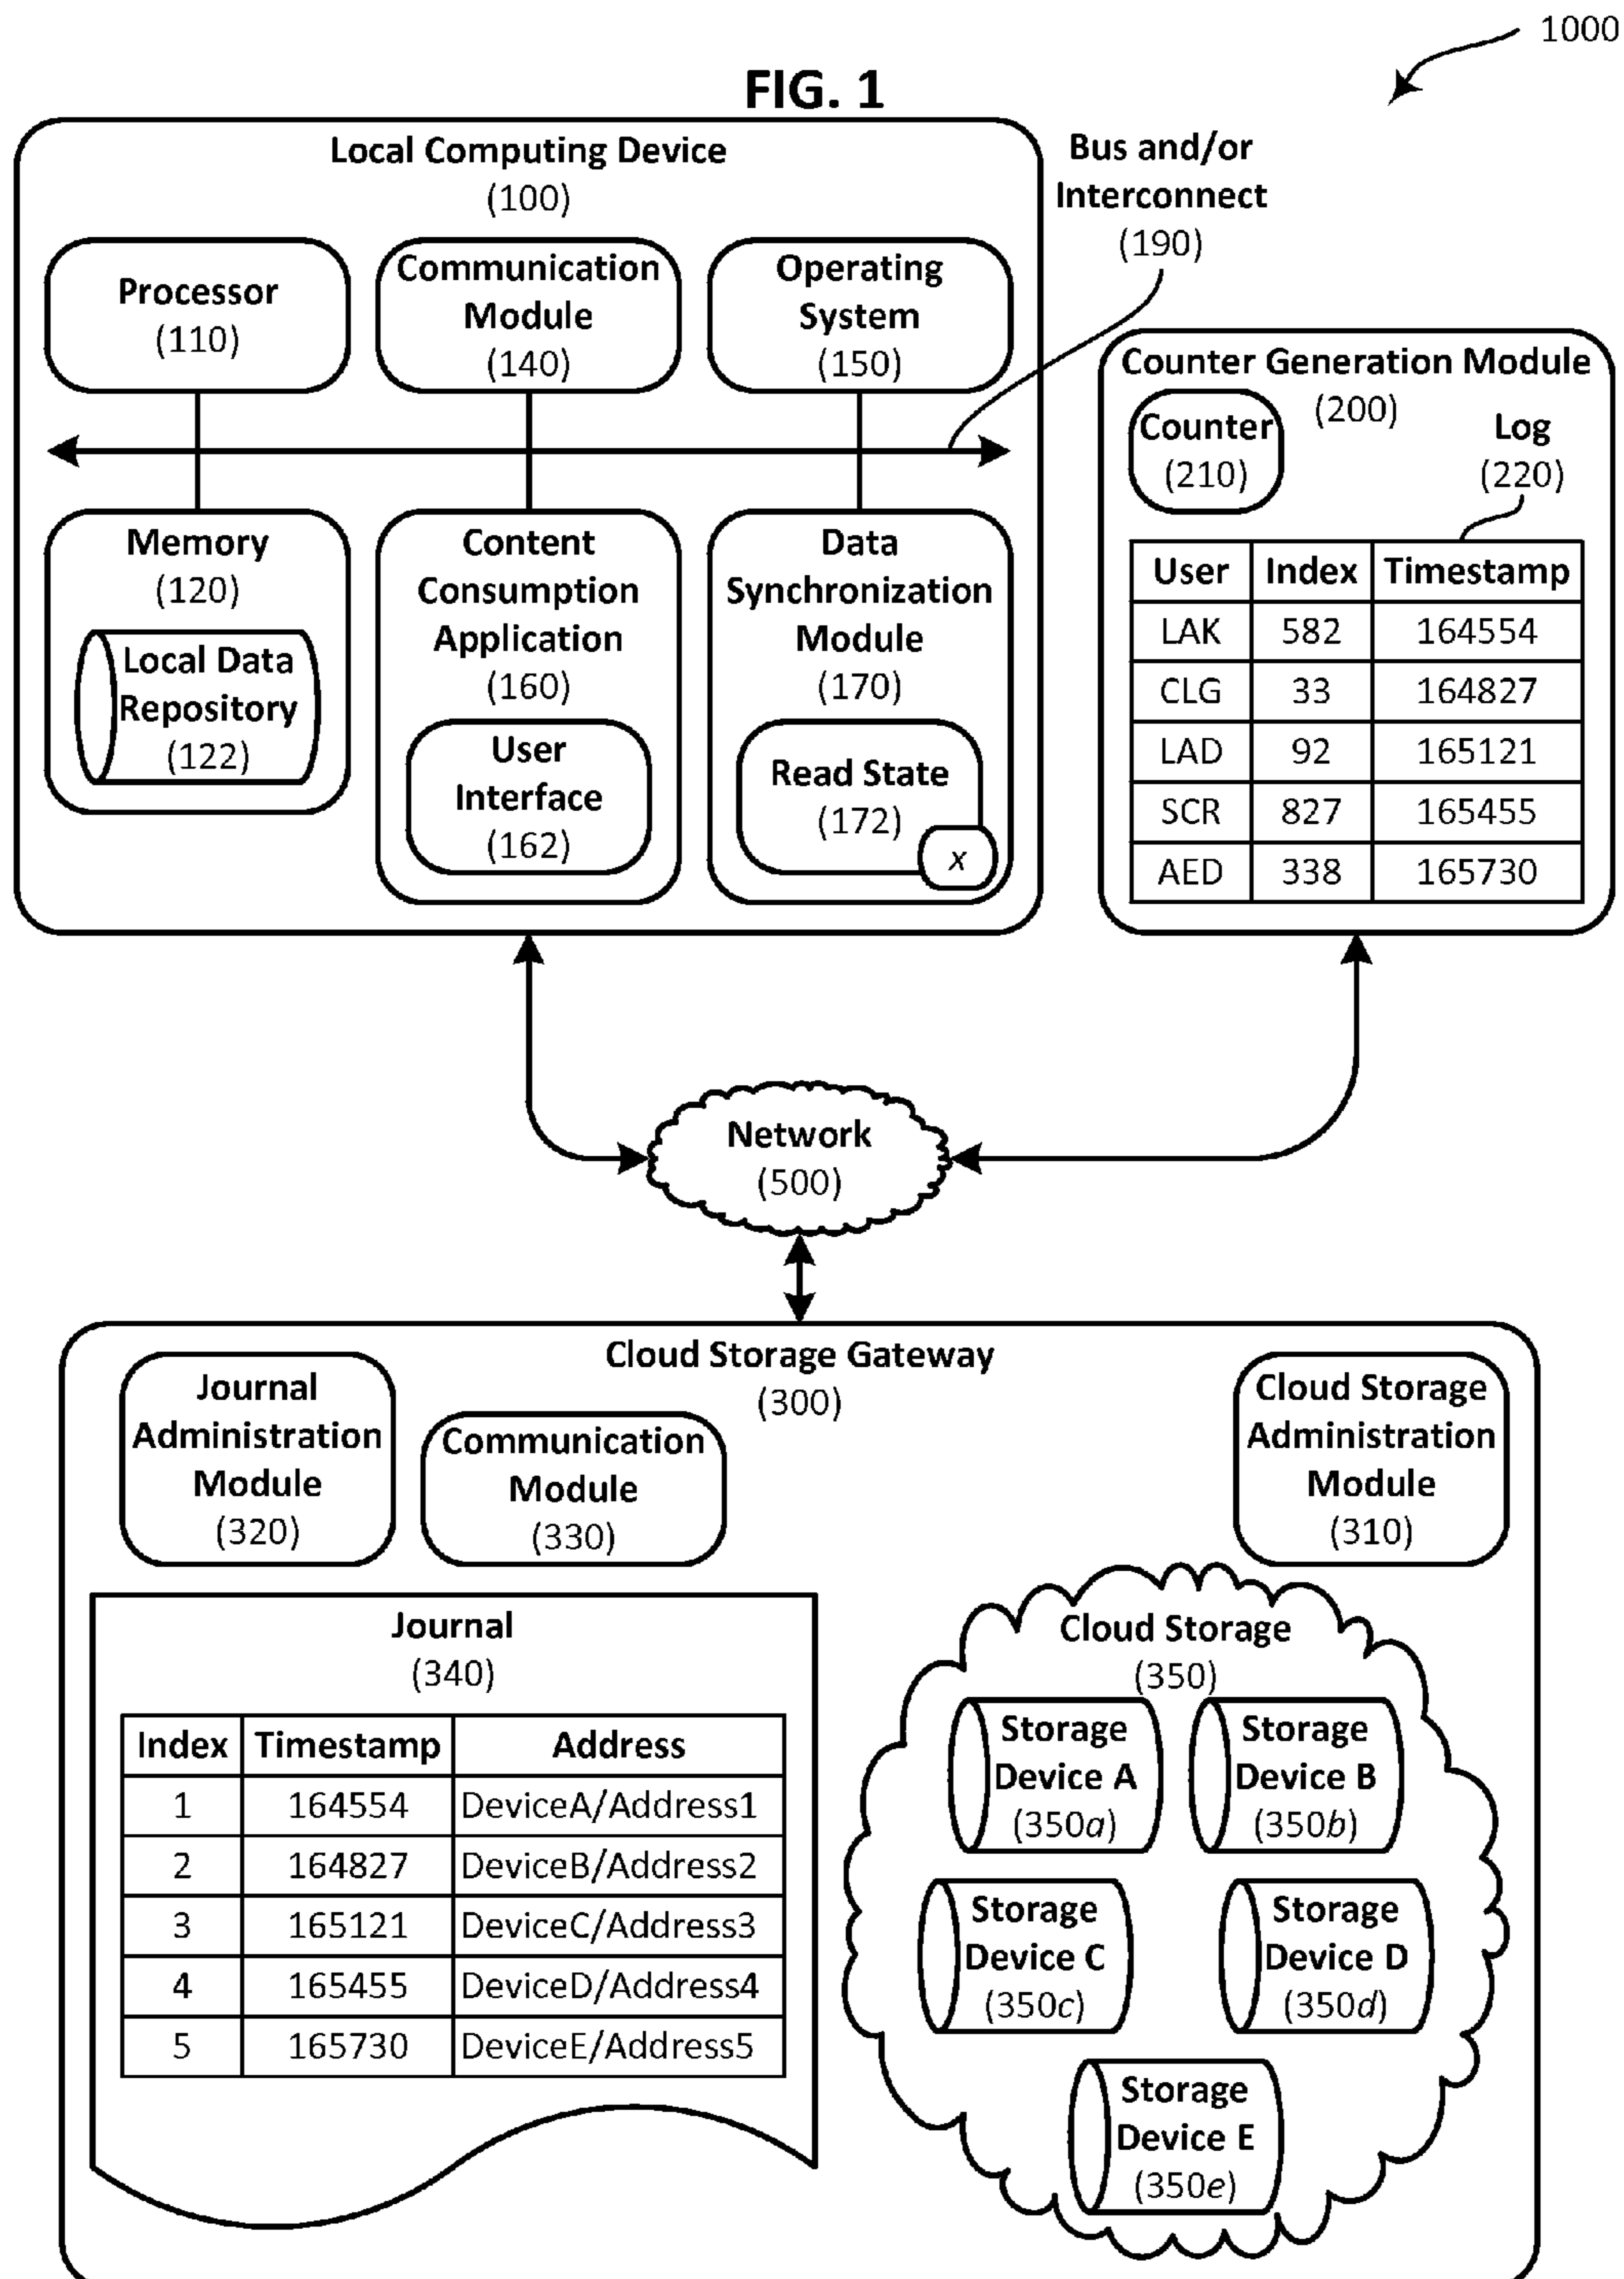 1000
FIG. 1
Local Computing Device
(100)
Bus and/or
Interconnect
(190)
Processor
(110)
Communication
Module
(140)
Operating
System
(150)
Memory
(120)
Local Data
Repository
(122)
Content
Consumption
Application
(160)
User
Interface
(162)
Data
Synchronization
Module
(170)
Read State
(172)
x
Counter Generation Module
(200)
Counter
(210)
Log
(220)
User Index Timestamp
LAK 582 164554
CLG 33 164827
LAD 92 165121
SCR 827 165455
AED 338 165730
Network
(500)
Cloud Storage Gateway
(300)
Journal
Administration
Module
(320)
Communication
Module
(330)
Cloud Storage
Administration
Module
(310)
Journal
(340)
Index Timestamp Address
1 164554 DeviceA/Address1
2 164827 DeviceB/Address2
3 165121 DeviceC/Address3
4 165455 DeviceD/Address4
5 165730 DeviceE/Address5
Cloud Storage
(350)
Storage
Device A
(350a)
Storage
Device B
(350b)
Storage
Device C
(350c)
Storage
Device D
(350d)
Storage
Device E
(350e)